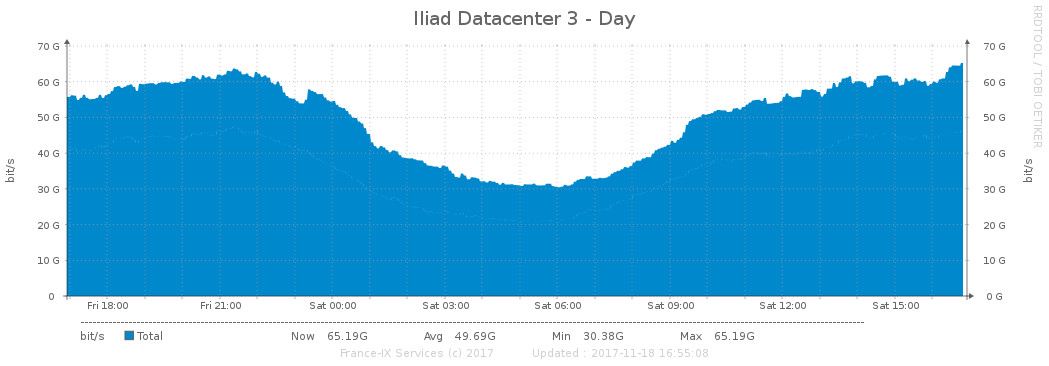 Iliad Datacenter 3 - Day
RRDTOOL / TOBI OETIKER
70 G 70 G
60 G 60 G
50 G 50 G
40 G 40 G
30 G 30 G
20 G 20 G
10 G 10 G
0 0 G
bit/s bit/s
Fri 18:00 Fri 21:00 Sat 00:00 Sat 03:00 Sat 06:00 Sat 09:00 Sat 12:00 Sat 15:00
bit/s Total Now 65.19G Avg 49.69G Min 30.38G Max 65.19G
France-IX Services (c) 2017 Updated : 2017-11-18 16:55:08